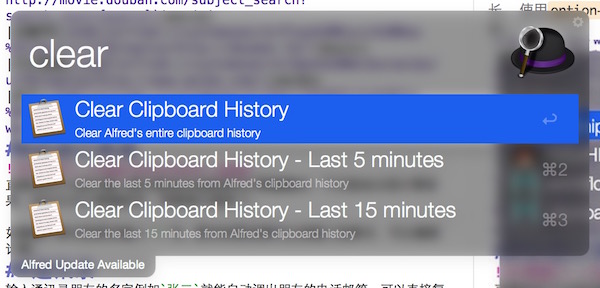 http://movie.douban.com/subject_search?
长, 使用option-
clear
Clear Clipboard History
Clear Alfred's entire clipboard history
Clear Clipboard History - Last 5 minutes
Clear the last 5 minutes from Alfred's clipboard history
⌘2
Clear Clipboard History - Last 15 minutes
Clear the last 15 minutes from Alfred's clipboard history
⌘3
Alfred Update Available